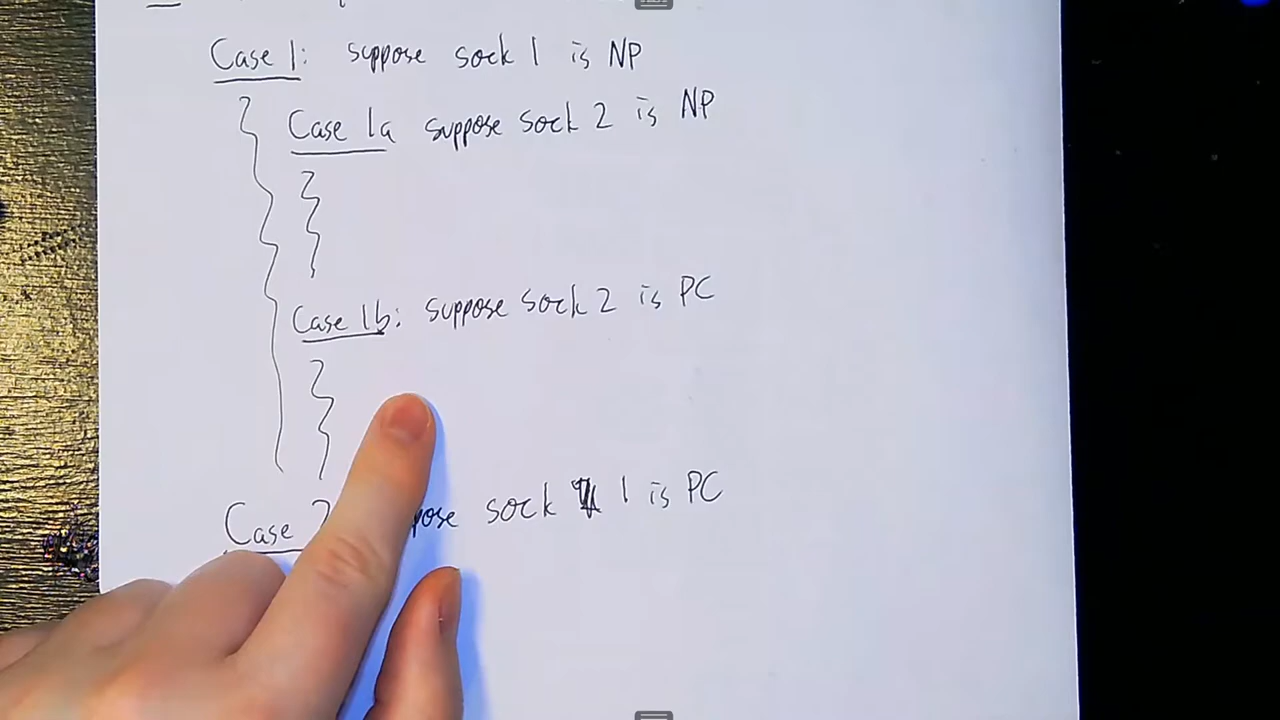 Case 1: suppose sock 1 is NP
Case 1a suppose sock 2 is NP
Case 1b: suppose sock 2 is PC
Case 2 sock 1 is PC